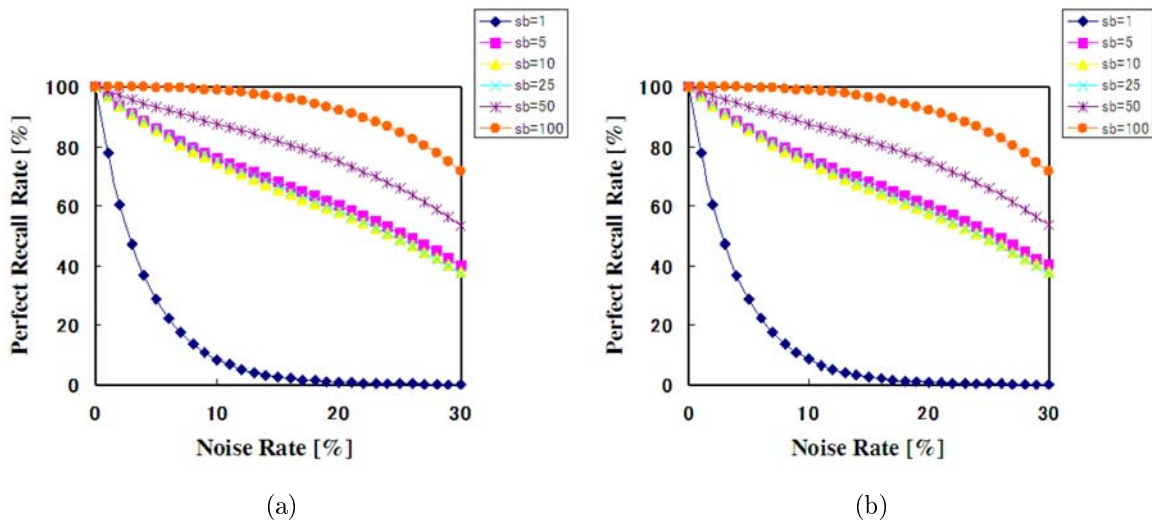 sb=1
sb=5
sb=10
sb=25
sb=50
sb=100
100
80
60
40
20
0
Perfect Recall Rate [%]
0 10 20 30
Noise Rate [%]
(a)
sb=1
sb=5
sb=10
sb=25
sb=50
sb=100
100
80
60
40
20
0
Perfect Recall Rate [%]
0 10 20 30
Noise Rate [%]
(b)